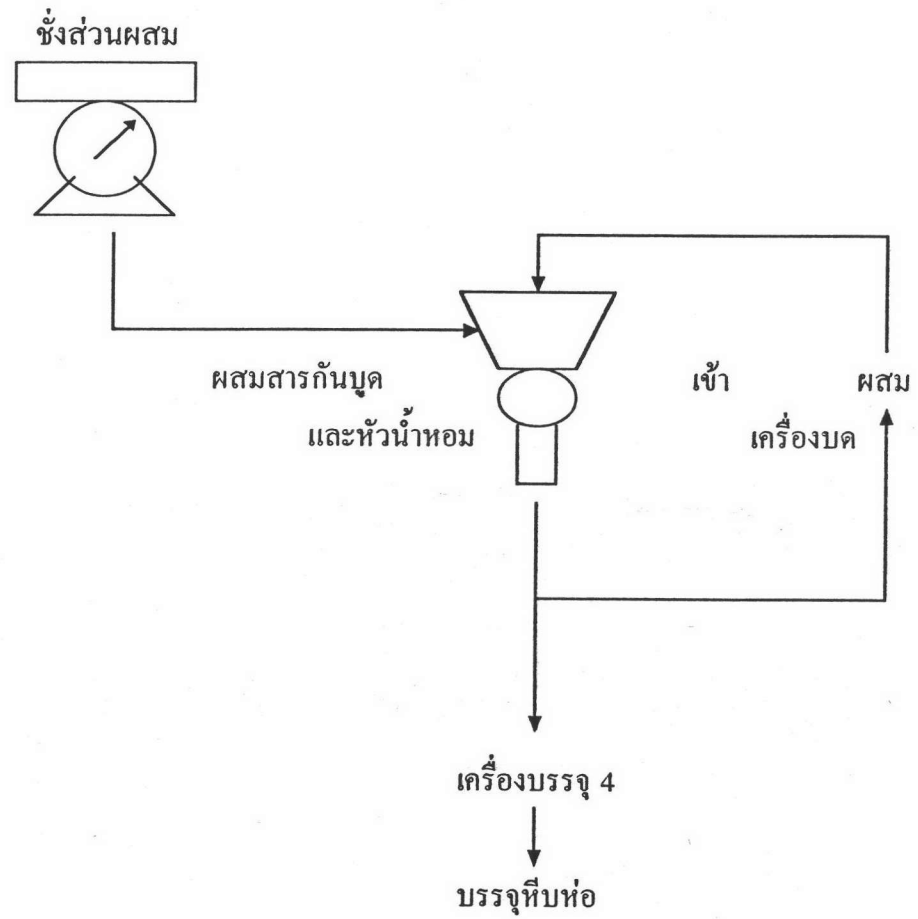 ชั่งส่วนผสม
ผสมสารกันบูด
และหัวน้ำหอม
เข้า ผสม
เครื่องบด
เครื่องบรรจุ 4
บรรจุหีบห่อ